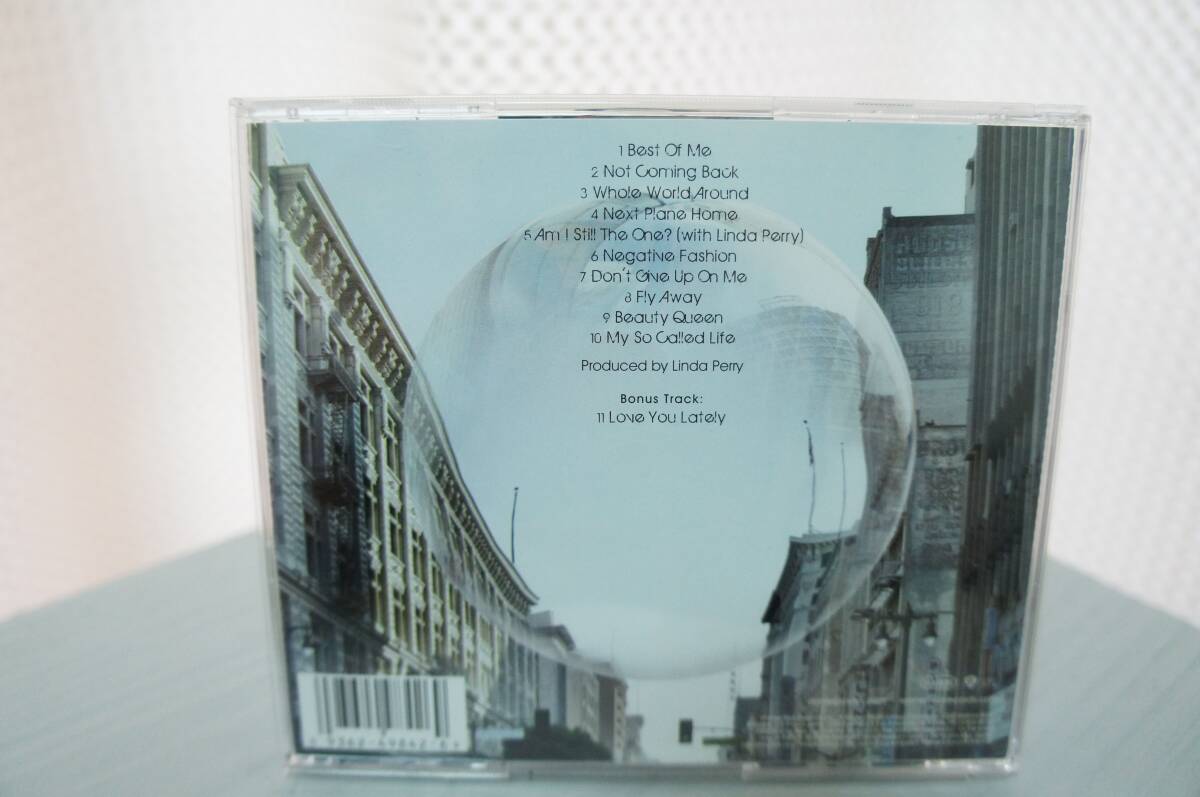 1 Best Of Me
2 Not Coming Back
3 Whole World Around
4 Next Plane Home
5 Am I Still The One? (with Linda Perry)
6 Negative Fashion
7 Don't Give Up On Me
8 Fly Away
9 Beauty Queen
10 My So Called Life
Produced by Linda Perry
Bonus Track:
11 Love You Lately